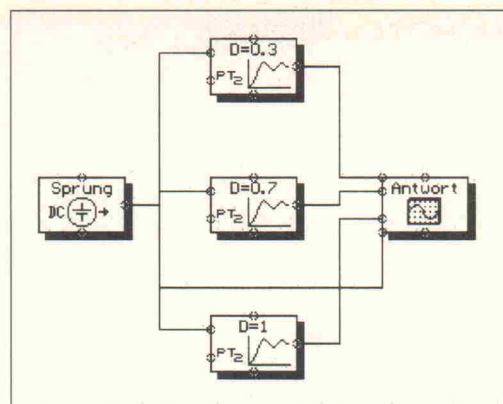 D=0.3
PT2
Sprung
DC
D=0.7
PT2
Antwort
D=1
PT2